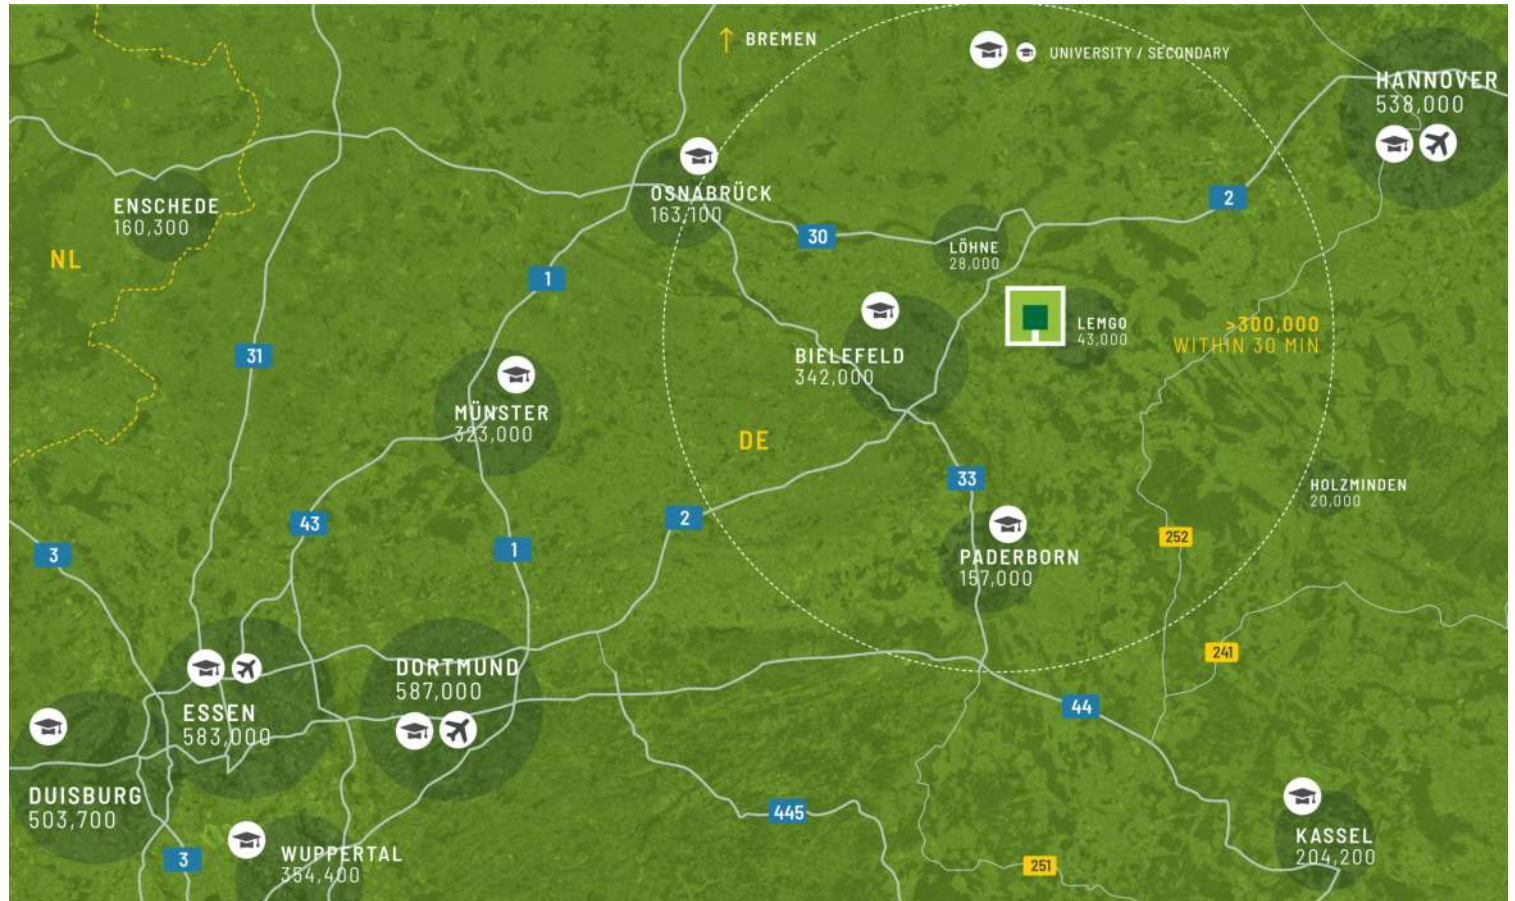 BREMEN
UNIVERSITY / SECONDARY
HANNOVER
538,000
OSNABRÜCK
163,100
ENSCHEDE
160,300
2
30
LÖHNE
28,000
NL
1
LEMGO
43,000
>300,000
WITHIN 30 MIN
31
BIELEFELD
342,000
MÜNSTER
323,000
DE
33
HOLZMINDEN
20,000
43
2
252
3
1
PADERBORN
157,000
241
DORTMUND
587,000
ESSEN
583,000
44
DUISBURG
503,700
445
KASSEL
204,200
3
WUPPERTAL
354,400
251